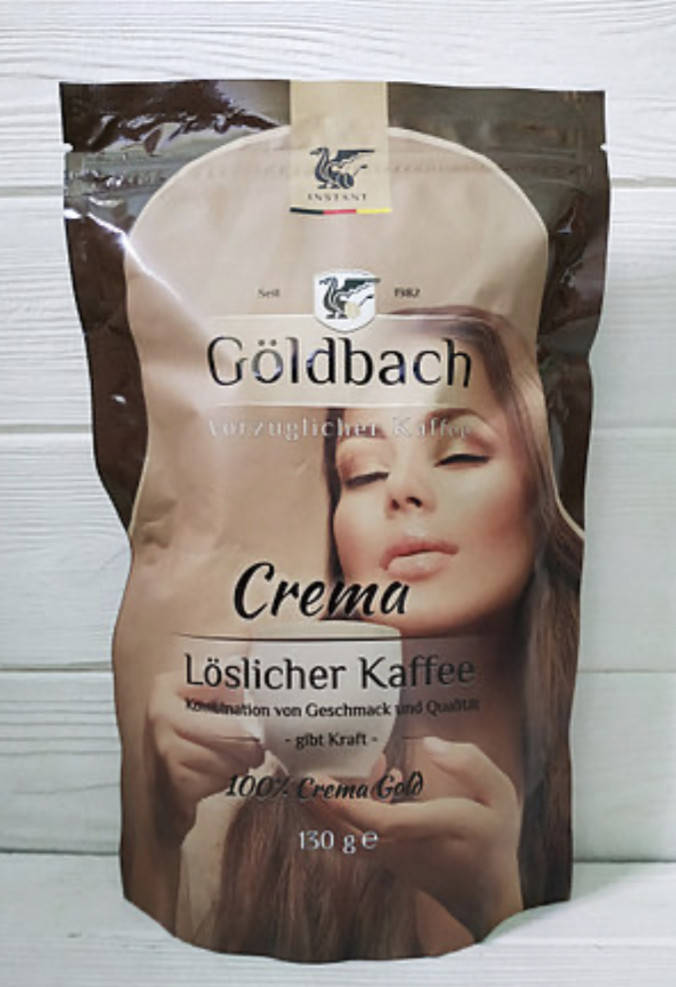 INSTANT
Seit 1982
Göldbach
Vorzüglicher Kaffee
Crema
Löslicher Kaffee
Kombination von Geschmack und Qualität
- gibt Kraft -
100% Crema Gold
130 g e